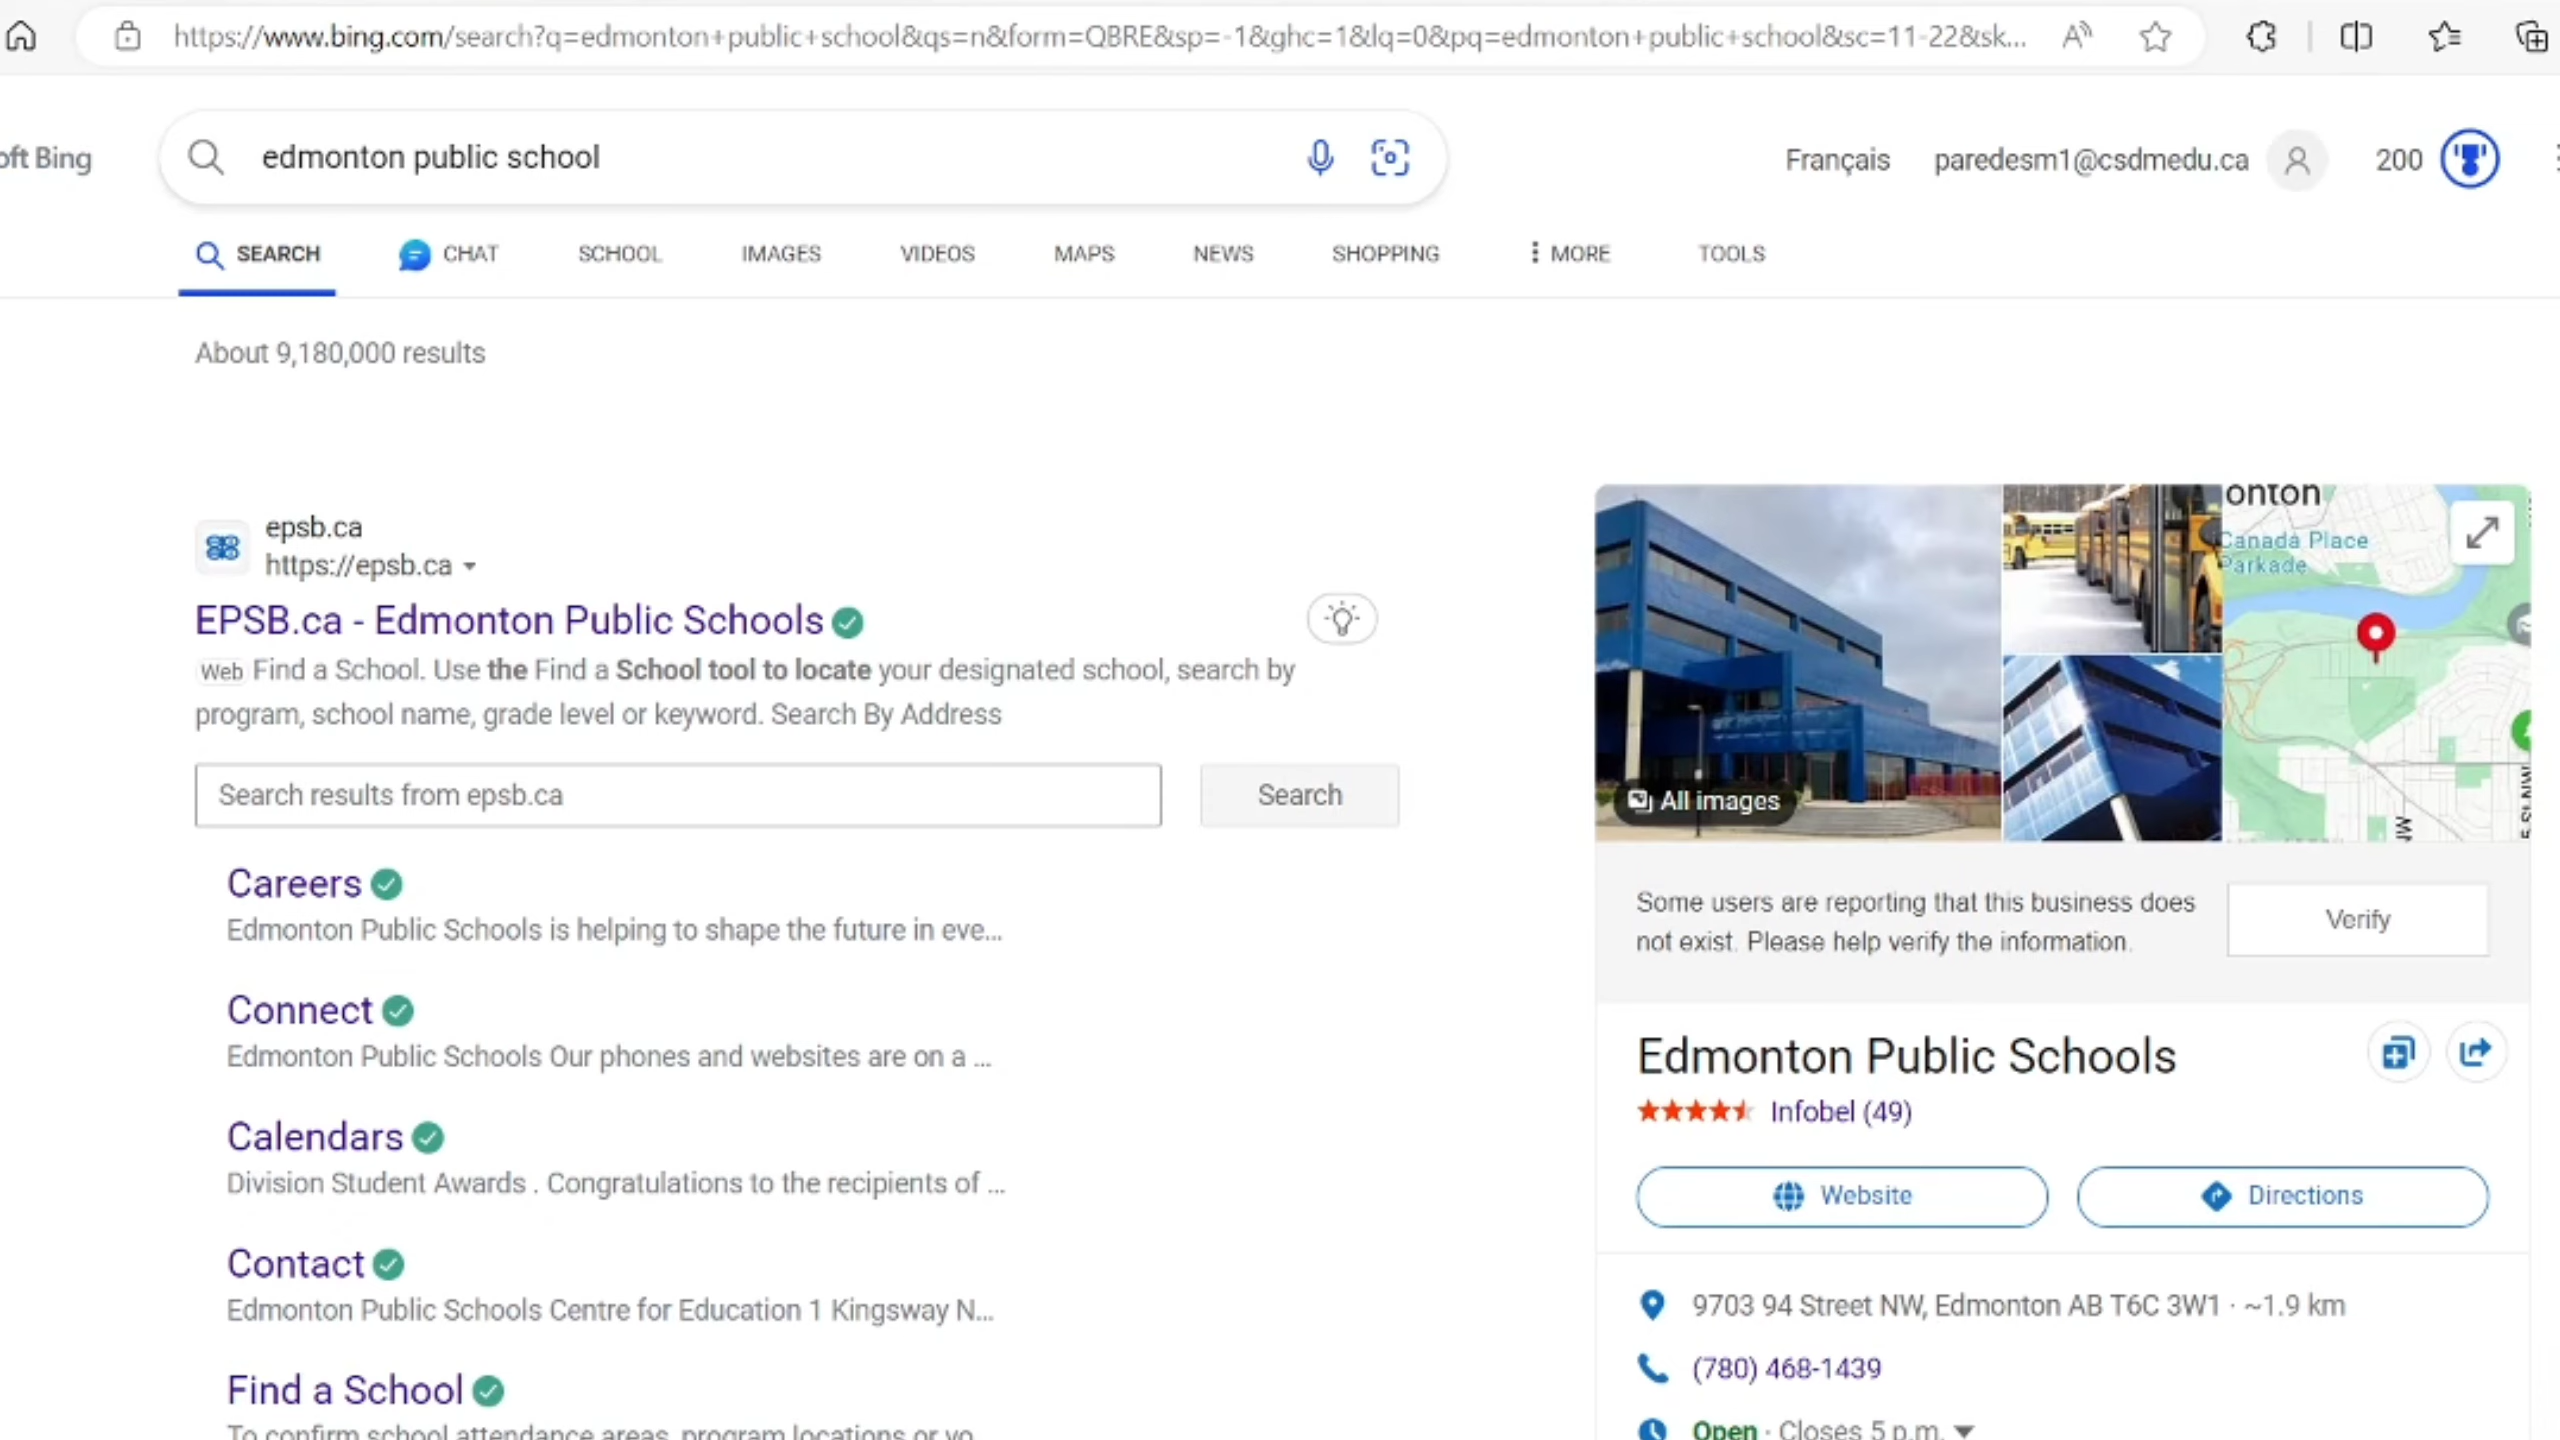 https://www.bing.com/search?q=edmonton+public+school&qs=n&form=QBRE&sp=-1&ghc=1&lq=0&pq=edmonton+public+school&sc=11-22&sk...
oft Bing
edmonton public school
Français
paredesm1@csdmedu.ca
200
SEARCH
CHAT
SCHOOL
IMAGES
VIDEOS
MAPS
NEWS
SHOPPING
MORE
TOOLS
About 9,180,000 results
epsb.ca
https://epsb.ca
EPSB.ca - Edmonton Public Schools
Web Find a School. Use the Find a School tool to locate your designated school, search by
program, school name, grade level or keyword. Search By Address
Search results from epsb.ca
Search
Careers
Edmonton Public Schools is helping to shape the future in eve...
Connect
Edmonton Public Schools Our phones and websites are on a ...
Calendars
Division Student Awards . Congratulations to the recipients of ...
Contact
Edmonton Public Schools Centre for Education 1 Kingsway N...
Find a School
To confirm school attendance areas, program locations or yo
onton
Canada Place
Parkade
All images
Some users are reporting that this business does
not exist. Please help verify the information.
Verify
Edmonton Public Schools
Infobel (49)
Website
Directions
9703 94 Street NW, Edmonton AB T6C 3W1 · ~1.9 km
(780) 468-1439
Open · Closes 5 p.m.